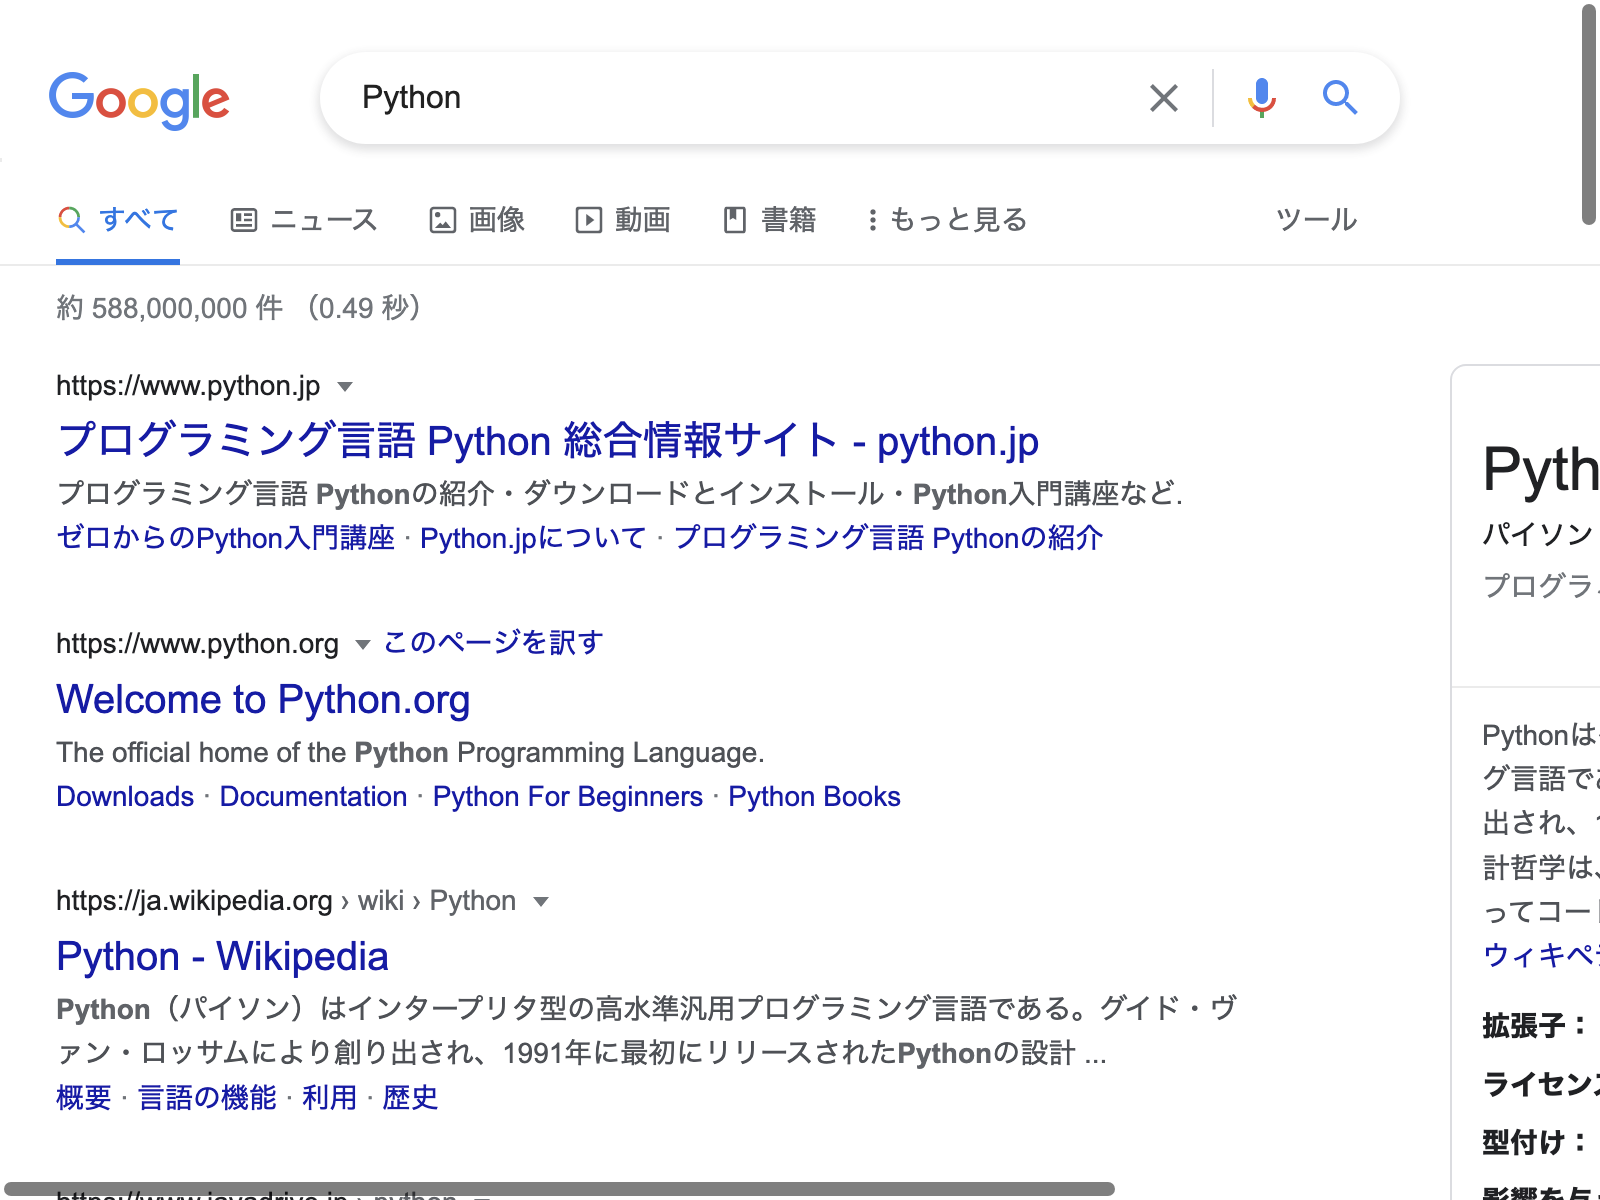 Google
Python
すべて
ニュース
画像
動画
書籍
もっと見る
ツール
約 588,000,000 件 （0.49 秒）
https://www.python.jp
プログラミング言語 Python 総合情報サイト - python.jp
プログラミング言語 Pythonの紹介・ダウンロードとインストール・Python入門講座など.
ゼロからのPython入門講座 · Python.jpについて · プログラミング言語 Pythonの紹介
https://www.python.org このページを訳す
Welcome to Python.org
The official home of the Python Programming Language.
Downloads · Documentation · Python For Beginners · Python Books
https://ja.wikipedia.org › wiki › Python
Python - Wikipedia
Python（パイソン）はインタープリタ型の高水準汎用プログラミング言語である。グイド・ヴ
ァン・ロッサムにより創り出され、1991年に最初にリリースされたPythonの設計 ...
概要 · 言語の機能 · 利用 · 歴史
https://www.javadrive.jp › python
Pyth
パイソン
プログラ
Pythonは
グ言語で
出され、
計哲学は、
ってコー
ウィキペ
拡張子：
ライセン
型付け：
影響を